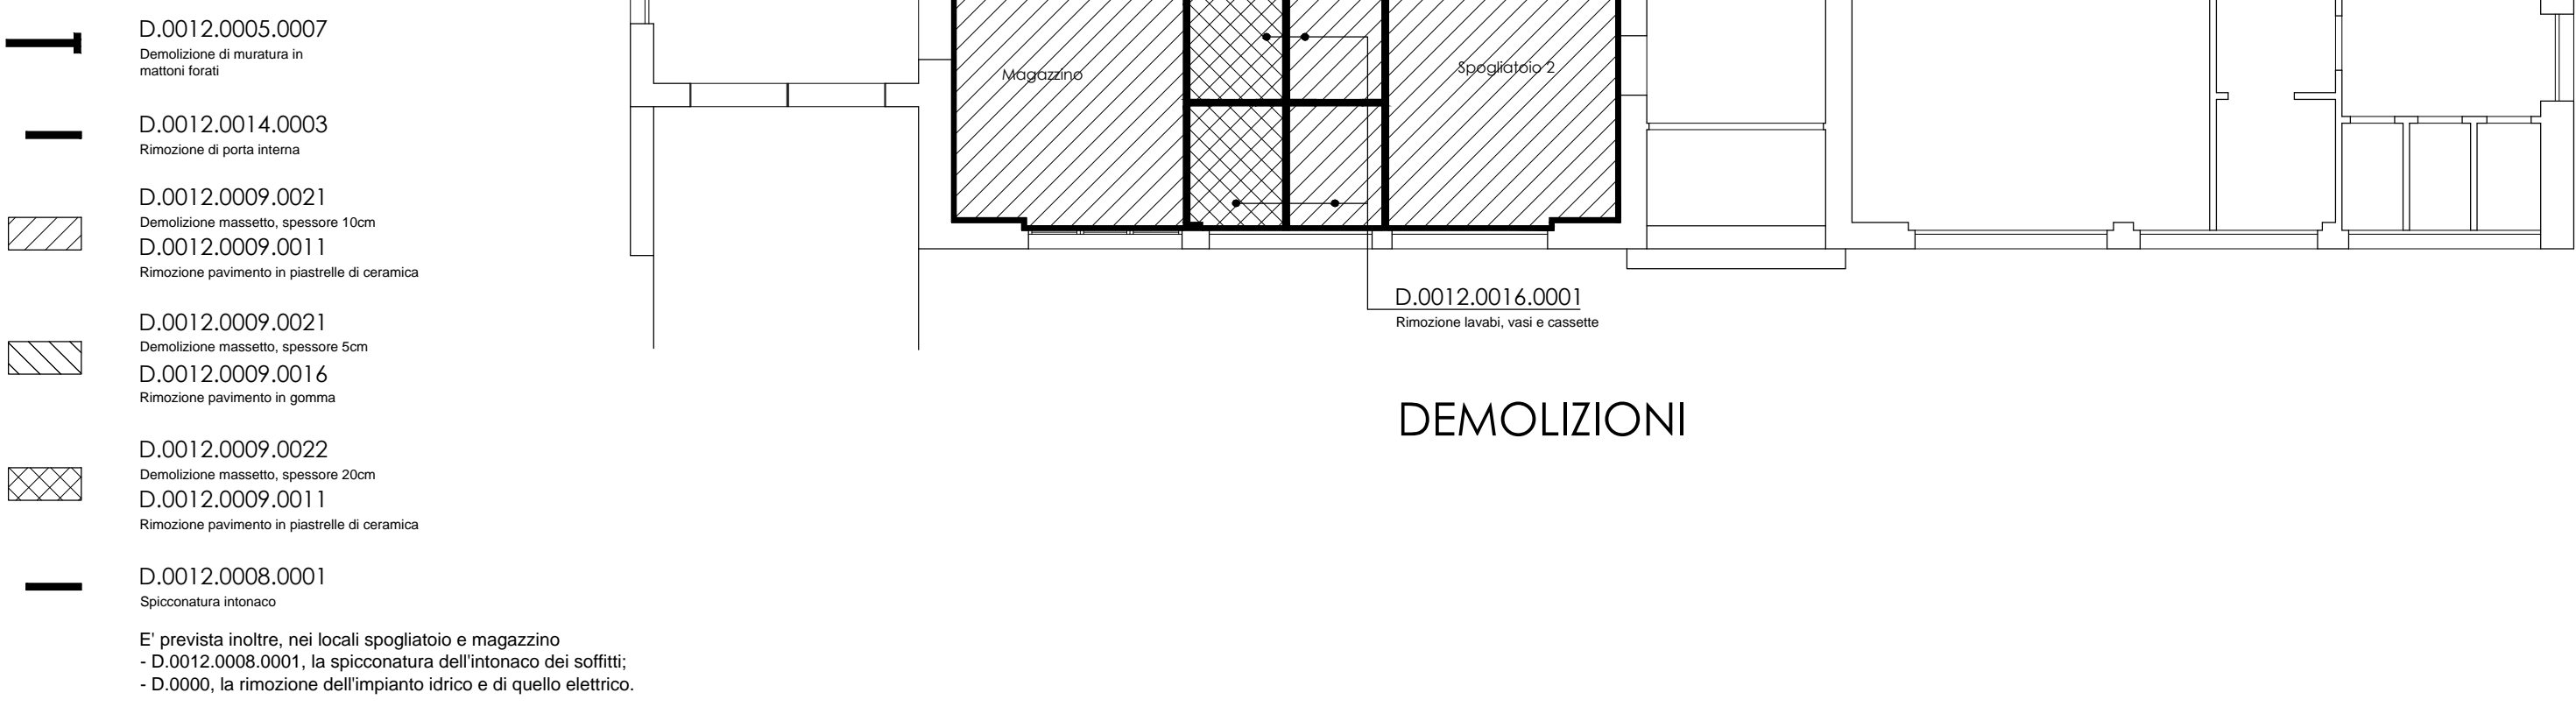 D.0012.0005.0007
Demolizione di muratura in
mattoni forati
D.0012.0014.0003
Rimozione di porta interna
D.0012.0009.0021
Demolizione massetto, spessore 10cm
D.0012.0009.0011
Rimozione pavimento in piastrelle di ceramica
D.0012.0009.0021
Demolizione massetto, spessore 5cm
D.0012.0009.0016
Rimozione pavimento in gomma
D.0012.0009.0022
Demolizione massetto, spessore 20cm
D.0012.0009.0011
Rimozione pavimento in piastrelle di ceramica
D.0012.0008.0001
Spicconatura intonaco
E' prevista inoltre, nei locali spogliatoio e magazzino
- D.0012.0008.0001, la spicconatura dell'intonaco dei soffitti;
- D.0000, la rimozione dell'impianto idrico e di quello elettrico.
Magazzino
Spogliatoio 2
D.0012.0016.0001
Rimozione lavabi, vasi e cassette
DEMOLIZIONI